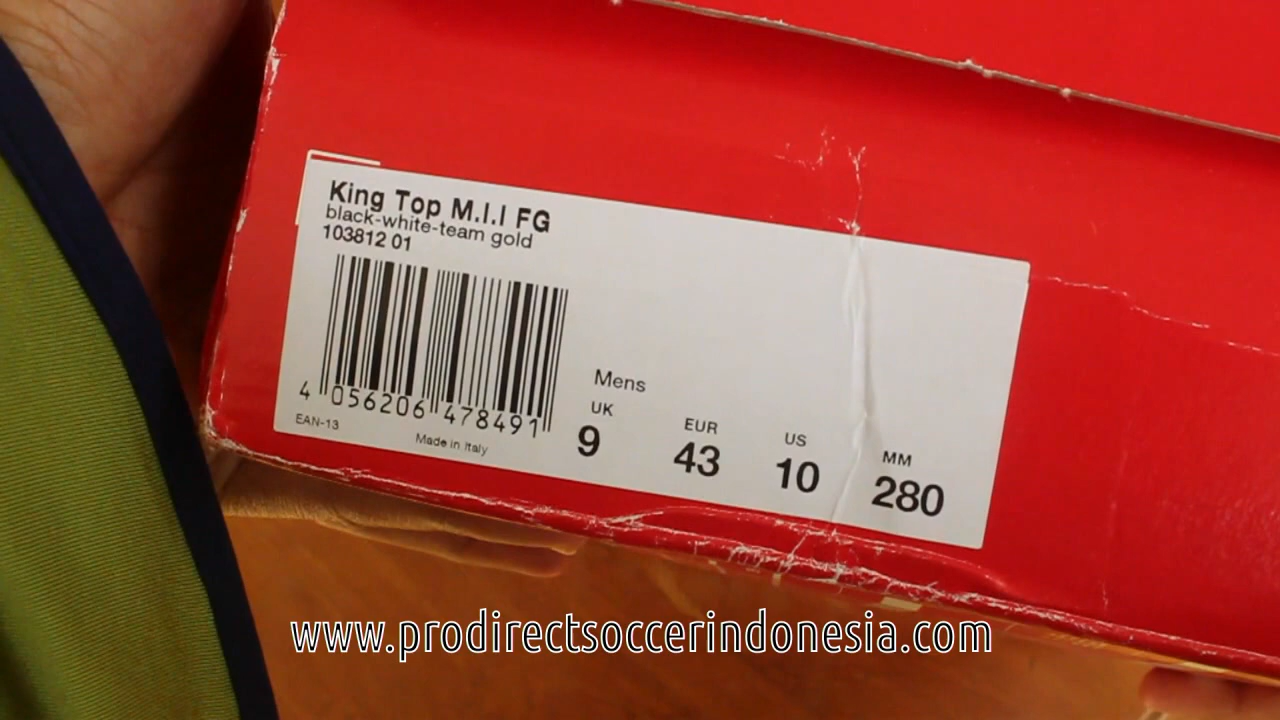 King Top M.I.I FG
black-white-team gold
103812 01
4 056206 478491
EAN-13
Made in Italy
Mens
UK EUR US MM
9 43 10 280
www.prodirectsoccerindonesia.com